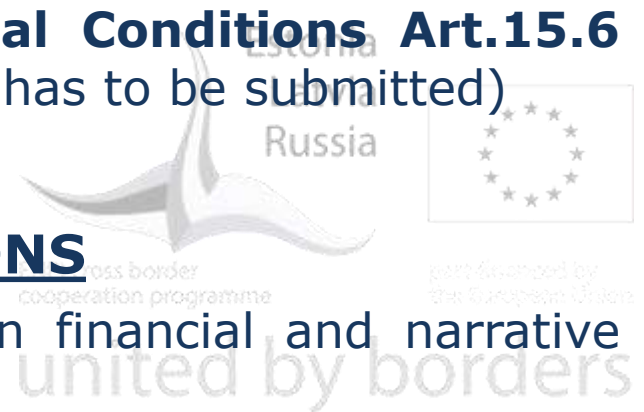 al Conditions Art.15.6
Estonia
has to be submitted)
Latvia
Russia
NS
cross border
cooperation programme
part-financed by
the European Union
n financial and narrative
united by borders